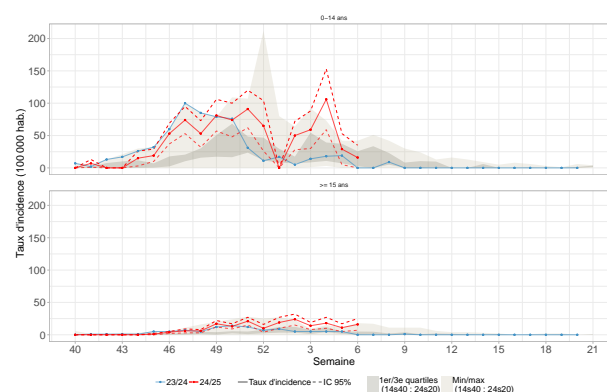 0−14 ans
200
150
100
50
0
>= 15 ans
200
150
100
50
0
Taux d'incidence (100 000 hab.)
40 43 46 49 52 3 6 9 12 15 18 21
Semaine
23/24 24/25 Taux d'incidence IC 95% 1er/3e quartiles (14s40 : 24s20) Min/max (14s40 : 24s20)